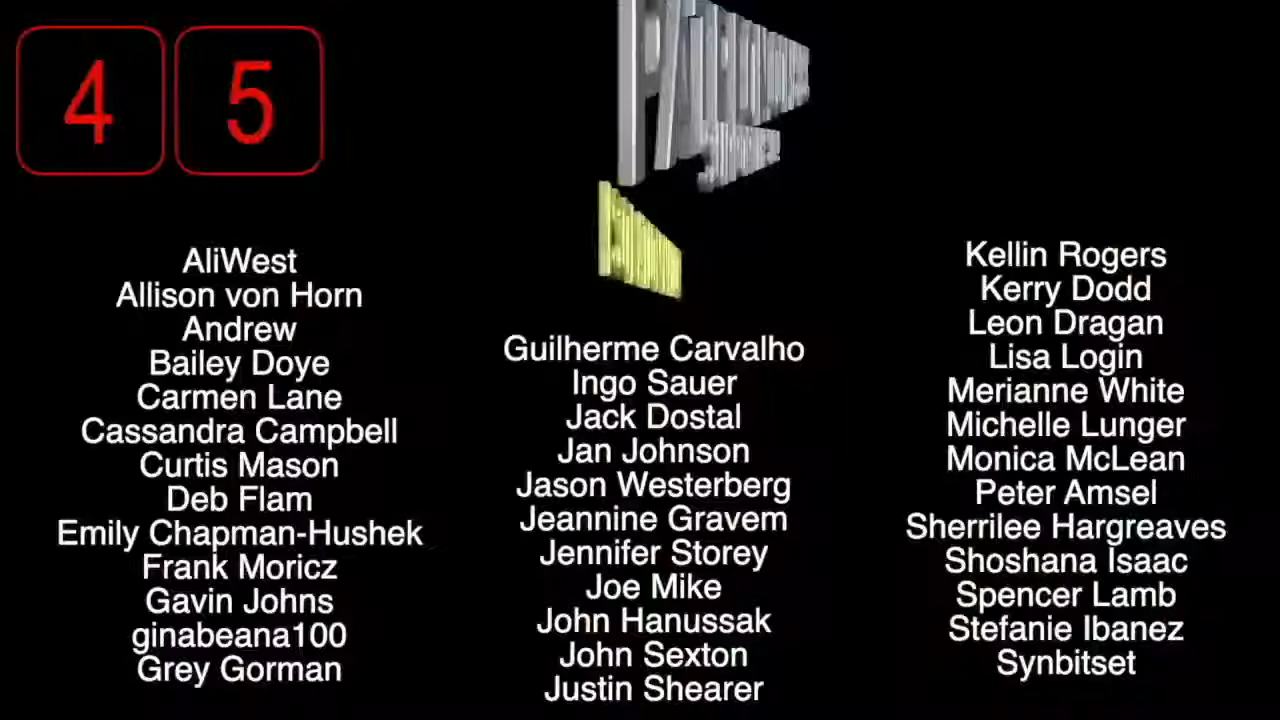 4 5
AliWest
Allison von Horn
Andrew
Bailey Doye
Carmen Lane
Cassandra Campbell
Curtis Mason
Deb Flam
Emily Chapman-Hushek
Frank Moricz
Gavin Johns
ginabeana100
Grey Gorman
Guilherme Carvalho
Ingo Sauer
Jack Dostal
Jan Johnson
Jason Westerberg
Jeannine Gravem
Jennifer Storey
Joe Mike
John Hanussak
John Sexton
Justin Shearer
Kellin Rogers
Kerry Dodd
Leon Dragan
Lisa Login
Merianne White
Michelle Lunger
Monica McLean
Peter Amsel
Sherrilee Hargreaves
Shoshana Isaac
Spencer Lamb
Stefanie Ibanez
Synbitset